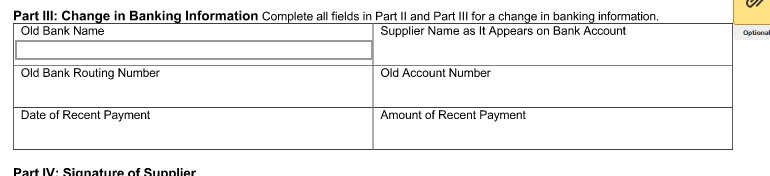 Part III: Change in Banking Information Complete all fields in Part II and Part III for a change in banking information.
Old Bank Name
Supplier Name as It Appears on Bank Account
Optional
Old Bank Routing Number
Old Account Number
Date of Recent Payment
Amount of Recent Payment
Part IV: Signature of Supplier